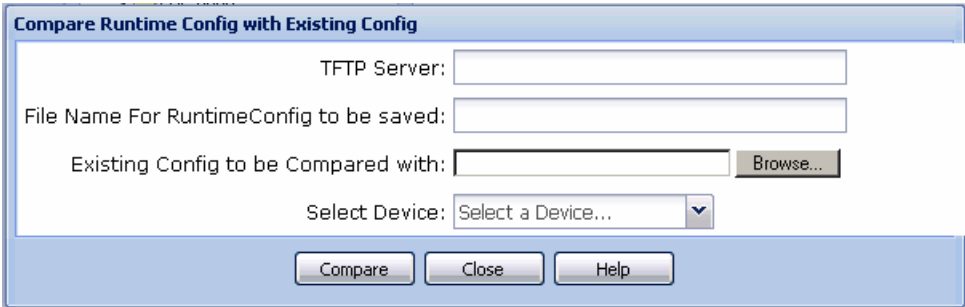 Compare Runtime Config with Existing Config
TFTP Server:
File Name For RuntimeConfig to be saved:
Existing Config to be Compared with: Browse...
Select Device: Select a Device...
Compare Close Help